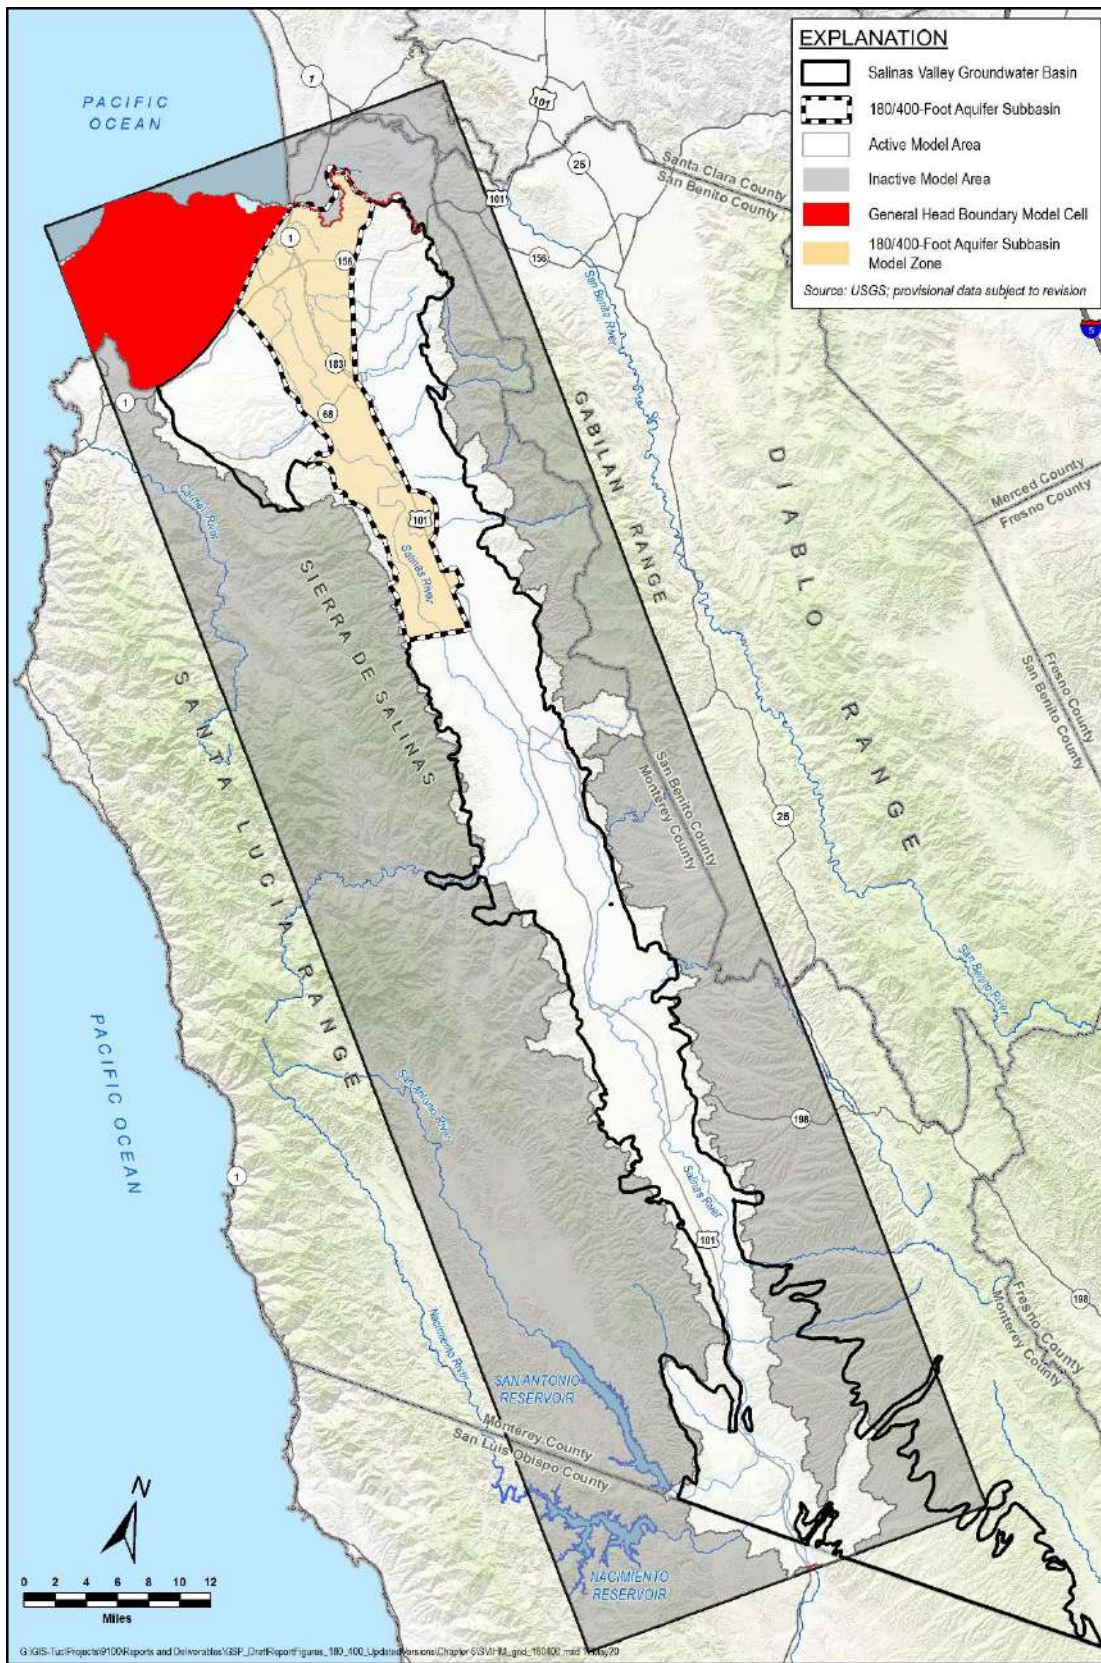 EXPLANATION
Salinas Valley Groundwater Basin
180/400-Foot Aquifer Subbasin
Active Model Area
Inactive Model Area
General Head Boundary Model Cell
180/400-Foot Aquifer Subbasin
Model Zone
Source: USGS; provisional data subject to revision
PACIFIC
OCEAN
1
101
25
Santa Clara County
San Benito County
101
156
1
156
San Benito River
5
183
68
1
GABILAN RANGE
DIABLO RANGE
Merced County
Fresno County
Carmel River
101
Salinas River
SIERRA DE SALINAS
Fresno County
San Benito County
SANTA LUCIA RANGE
San Benito County
Monterey County
25
San Benito River
PACIFIC OCEAN
San Antonio River
198
1
Salinas River
101
198
Fresno County
Monterey County
Nacimiento River
SAN ANTONIO
RESERVOIR
Monterey County
San Luis Obispo County
N
NACIMIENTO
RESERVOIR
0 2 4 6 8 10 12
Miles